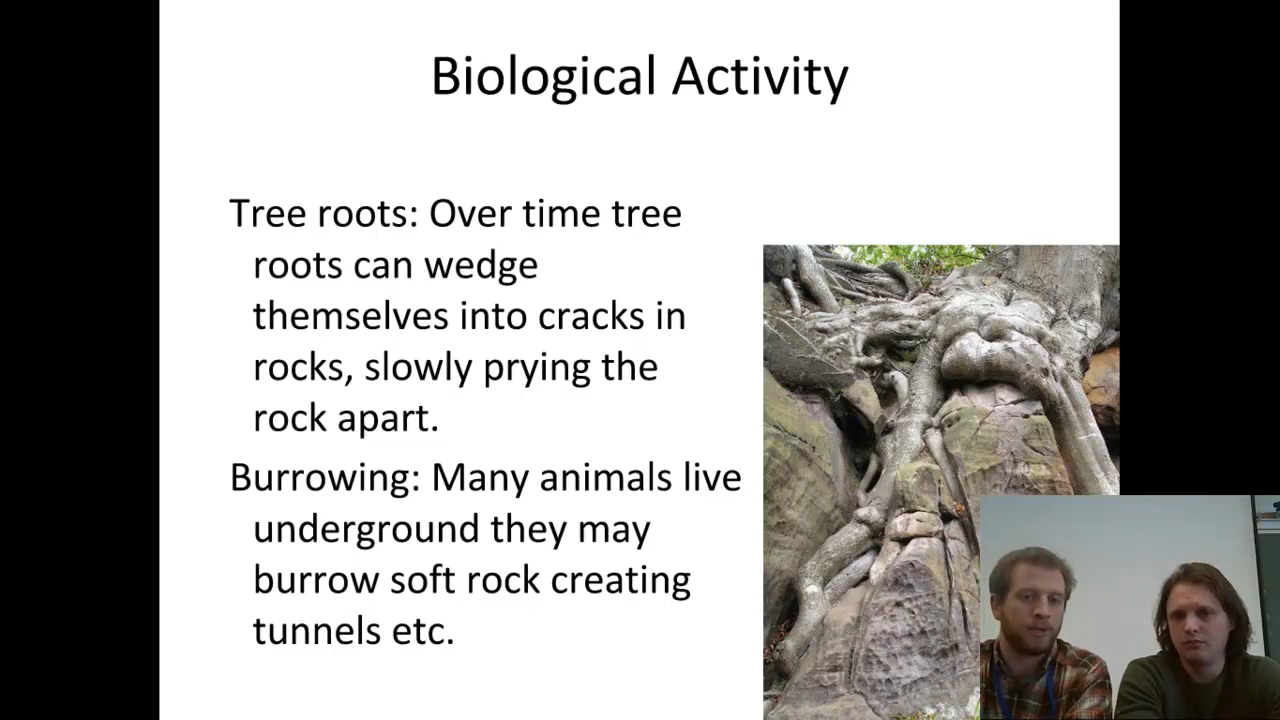 Biological Activity
Tree roots: Over time tree
roots can wedge
themselves into cracks in
rocks, slowly prying the
rock apart.
Burrowing: Many animals live
underground they may
burrow soft rock creating
tunnels etc.